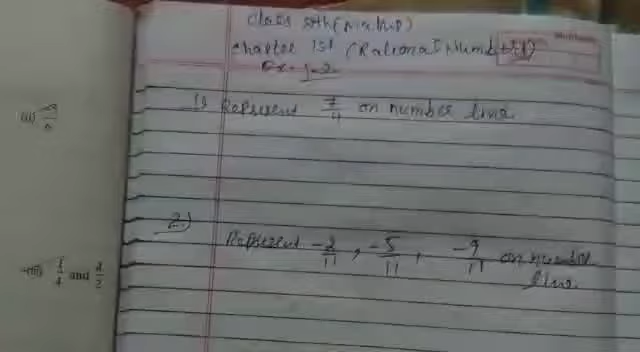 class 8th (Maths)
chapter 1st (Rational Numbers)
Ex-1.2
1) Represent 7/4 on number line.
2)
Represent -2/11, -5/11, -9/11 on number
line
and